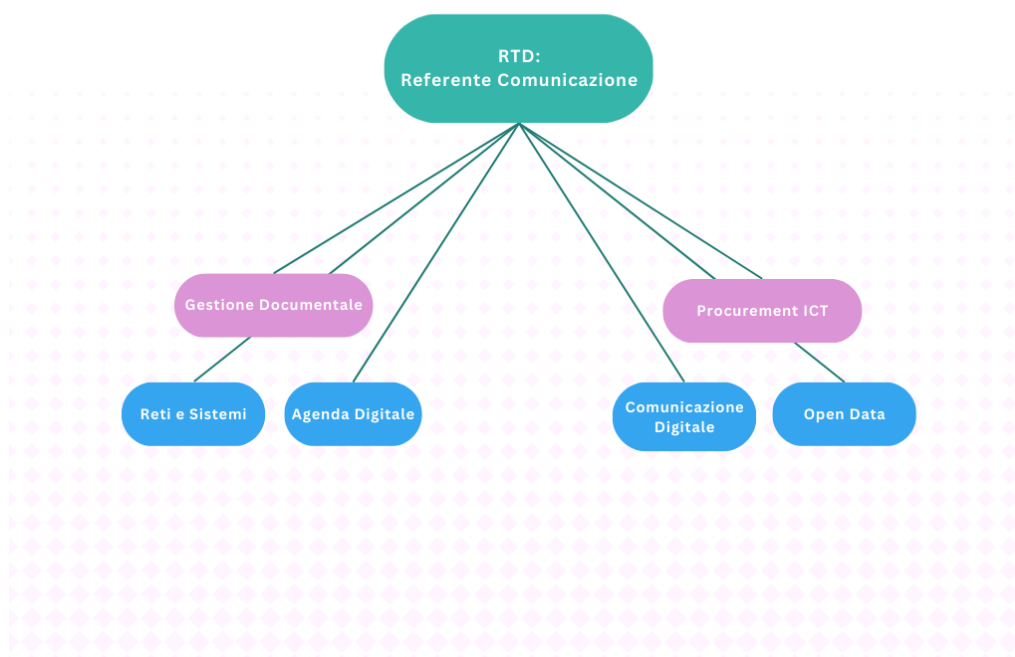 RTD:
Referente Comunicazione
Gestione Documentale
Procurement ICT
Reti e Sistemi
Agenda Digitale
Comunicazione
Digitale
Open Data